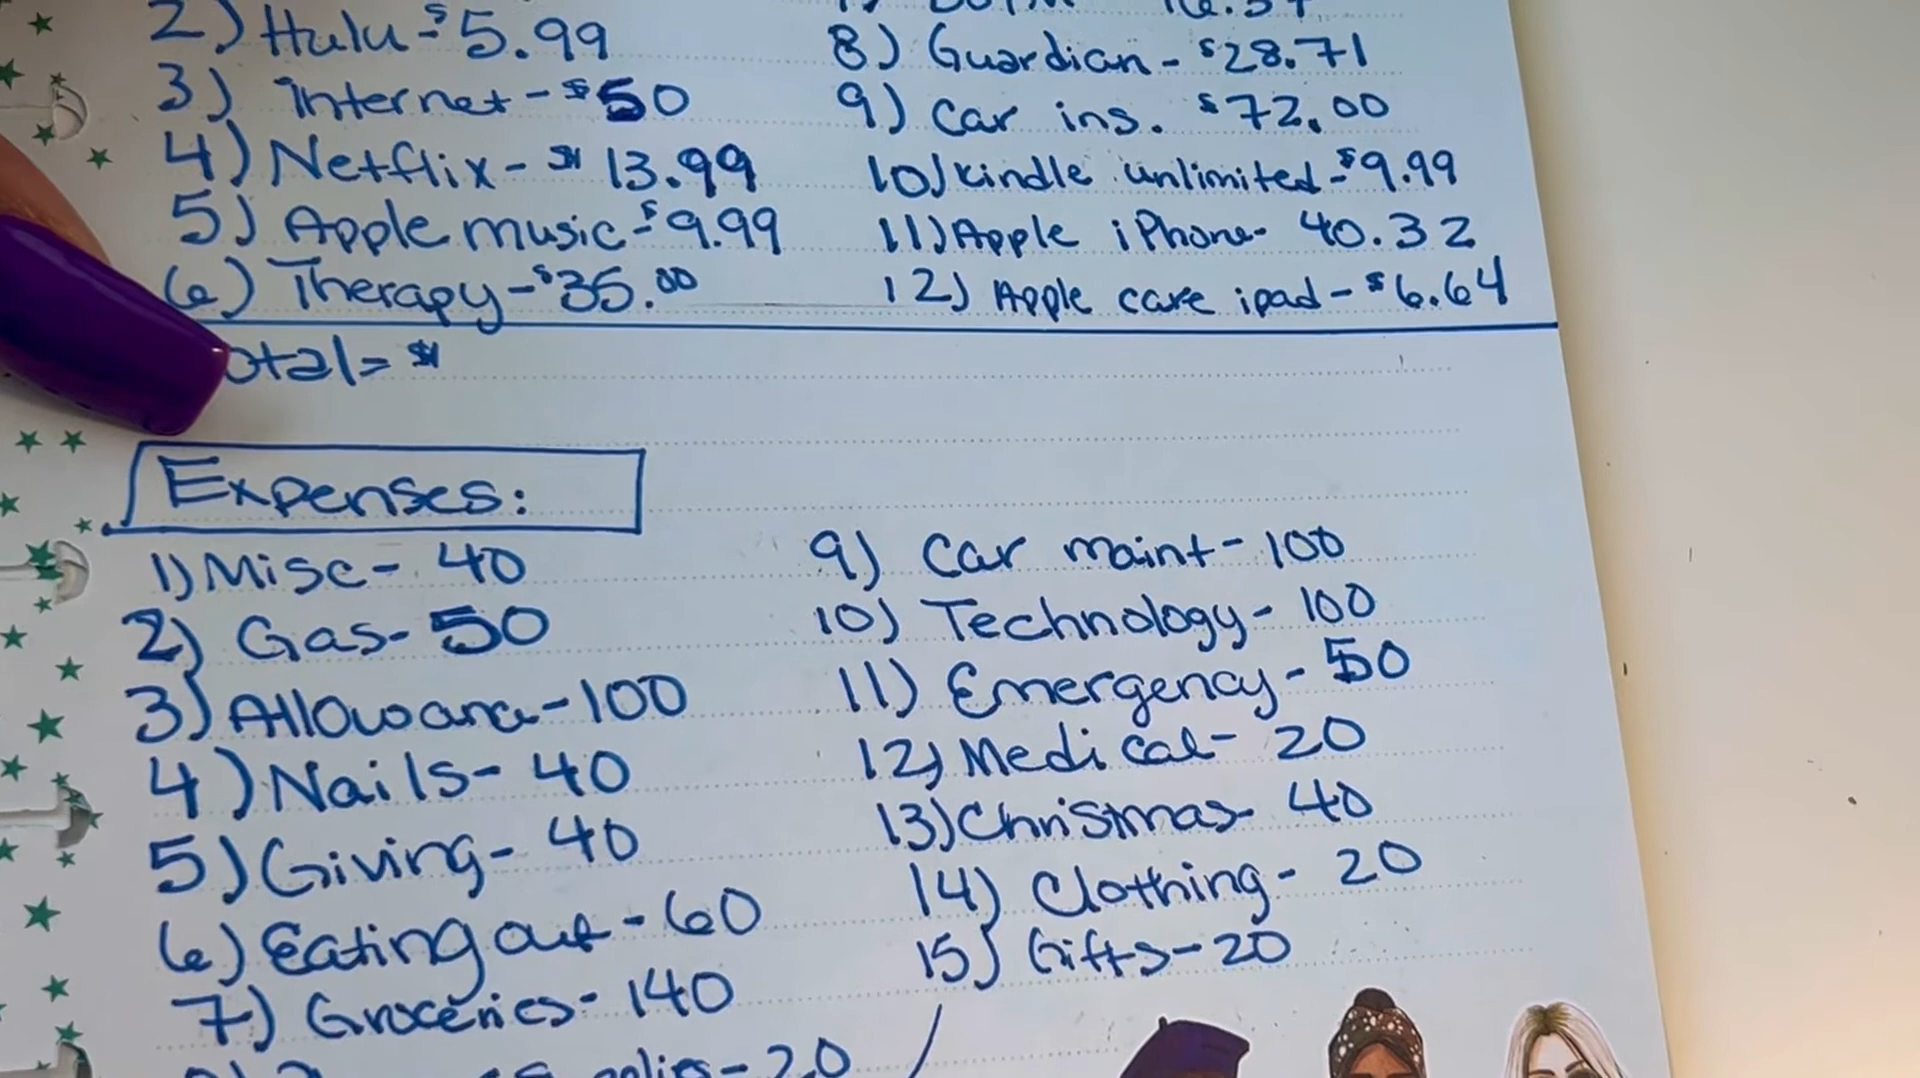 2) Hulu - $5.99
3) internet - $50
4) Netflix - $13.99
5) Apple music - $9.99
6) Therapy - $35.00
8) Guardian - $28.71
9) Car ins. $72.00
10) Kindle unlimited - $9.99
11) Apple iPhone - 40.32
12) Apple care ipad - $6.64
otal = $
Expenses:
1) Misc - 40
2) Gas - 50
3) Allowance - 100
4) Nails - 40
5) Giving - 40
6) Eating out - 60
7) Groceries - 140
- 20
9) Car maint - 100
10) Technology - 100
11) Emergency - 50
12) Medical - 20
13) Christmas - 40
14) Clothing - 20
15) Gifts - 20